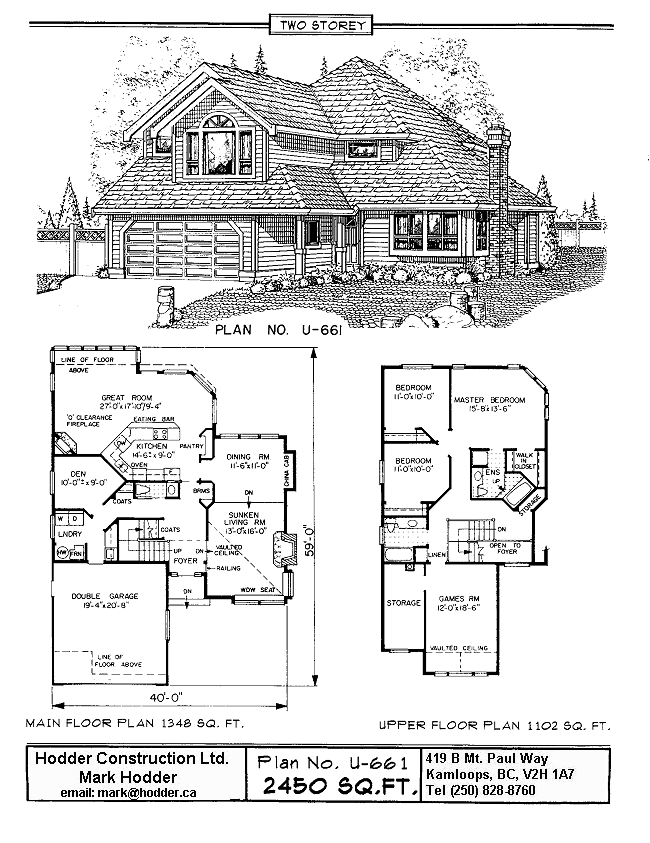 TWO STOREY
PLAN NO. U-661
LINE OF FLOOR
ABOVE
GREAT ROOM
27'-0"x17'-10"/9'-4"
'O' CLEARANCE
FIREPLACE
EATING BAR
DW
KITCHEN
14'-6"x 9'-0"
PANTRY
OVEN
F
DINING RM
11'-6"x11'-0"
CHINA CAB
DEN
10'-0"x 9'-0"
COATS
BRMS
DN
W D
LNDRY
HW FRN
COATS
SUNKEN
LIVING RM
13'-0"x16'-0"
UP
DN
VAULTED
CEILING
FOYER
RAILING
WDW SEAT
DN
DOUBLE GARAGE
19'-4"x20'-8"
LINE OF
FLOOR ABOVE
59'-0"
40'-0"
MAIN FLOOR PLAN 1348 SQ. FT.
BEDROOM
11'-0"x10'-0"
MASTER BEDROOM
15'-8"x13'-6"
BEDROOM
11'-0"x10'-0"
WALK
IN
CLOSET
ENS
UP
STORAGE
LINEN
DN
OPEN TO
FOYER
STORAGE
GAMES RM
12'-0"x18'-6"
VAULTED CEILING
UPPER FLOOR PLAN 1102 SQ. FT.
Hodder Construction Ltd.
Mark Hodder
email: mark@hodder.ca
Plan No. U-661
2450 SQ.FT.
419 B Mt. Paul Way
Kamloops, BC, V2H 1A7
Tel (250) 828-8760